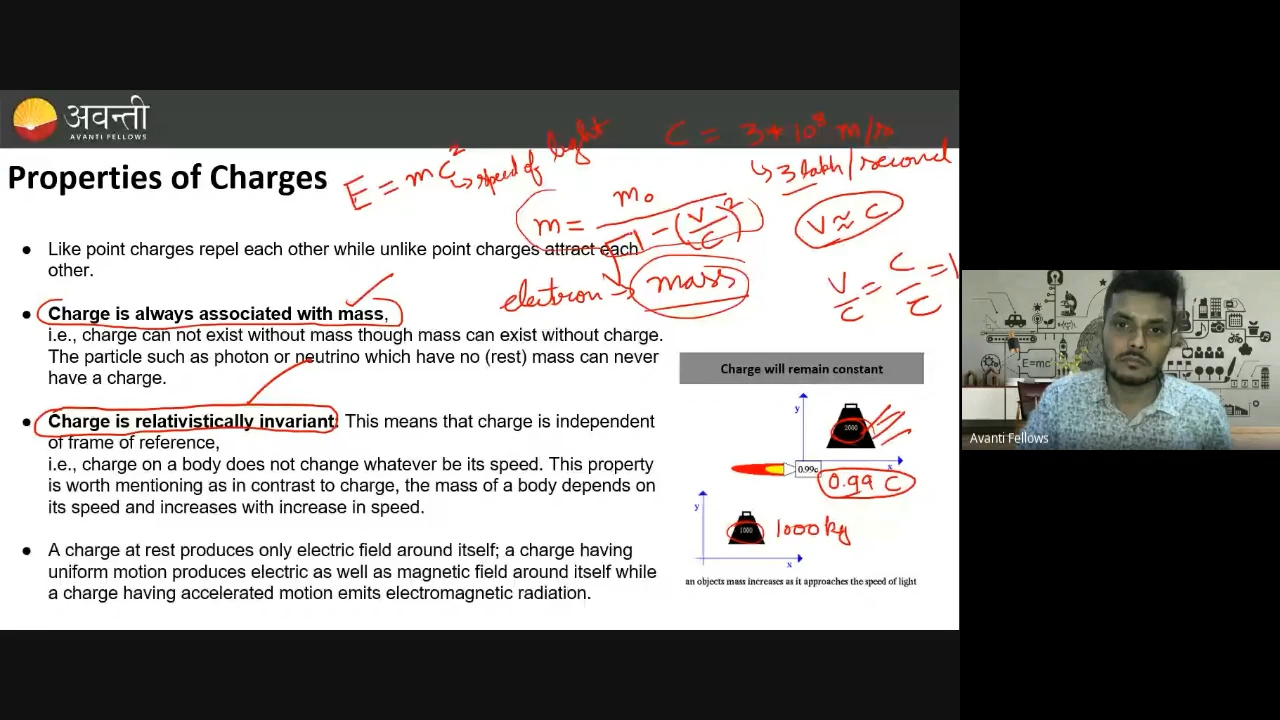 अवन्ती
AVANTI FELLOWS
C = 3*10⁸ m/s
E = mc²
↳ speed of light
↳ 3 lakh/second
m = m₀ / √1 - (V/C)²
V ≈ C
electron → mass
V/C = C/C = 1
Properties of Charges
● Like point charges repel each other while unlike point charges attract each
other.
● Charge is always associated with mass,
i.e., charge can not exist without mass though mass can exist without charge.
The particle such as photon or neutrino which have no (rest) mass can never
have a charge.
● Charge is relativistically invariant: This means that charge is independent
of frame of reference,
i.e., charge on a body does not change whatever be its speed. This property
is worth mentioning as in contrast to charge, the mass of a body depends on
its speed and increases with increase in speed.
● A charge at rest produces only electric field around itself; a charge having
uniform motion produces electric as well as magnetic field around itself while
a charge having accelerated motion emits electromagnetic radiation.
Charge will remain constant
y
2000
x
0.99c
0.99 C
y
1000
1000kg
x
an objects mass increases as it approaches the speed of light
E=mc²
Avanti Fellows